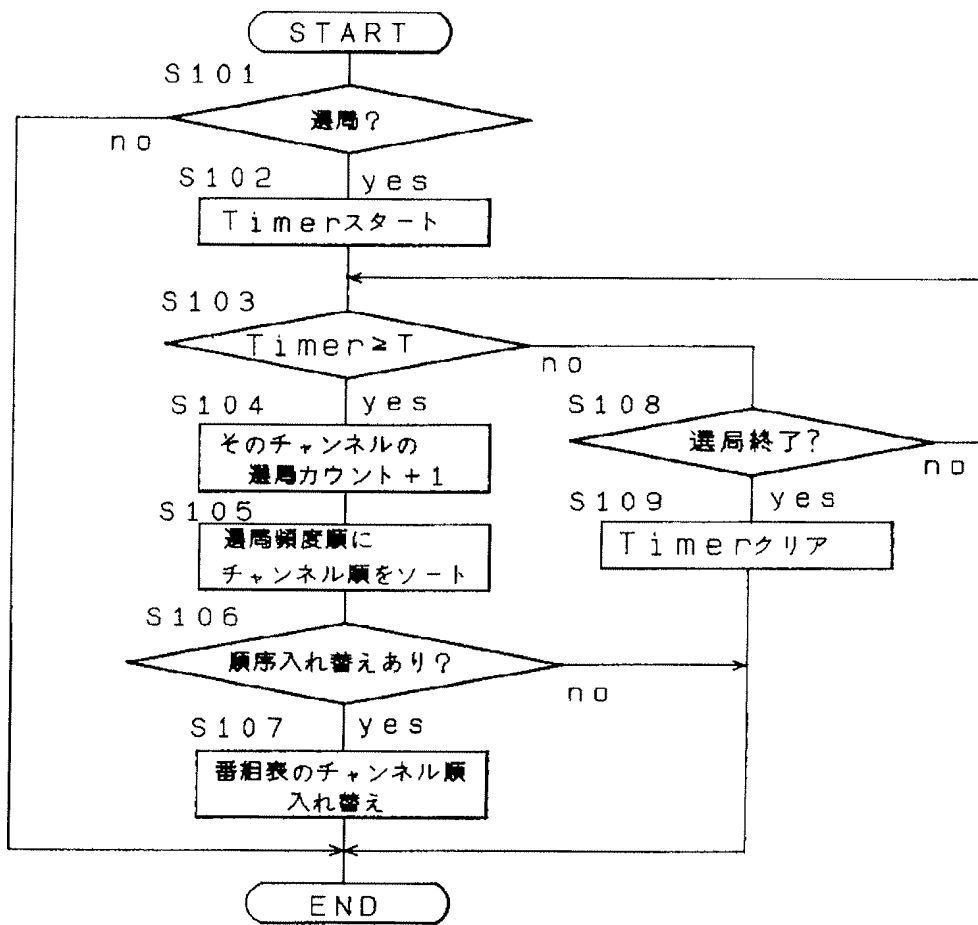 START
S101
選局?
no
S102
yes
Timerスタート
S103
Timer≥T
no
S104
yes
S108
そのチャンネルの
選局カウント+1
選局終了?
no
S105
選局頻度順に
チャンネル順をソート
S109
yes
Timerクリア
S106
順序入れ替えあり?
no
S107
yes
番組表のチャンネル順
入れ替え
END